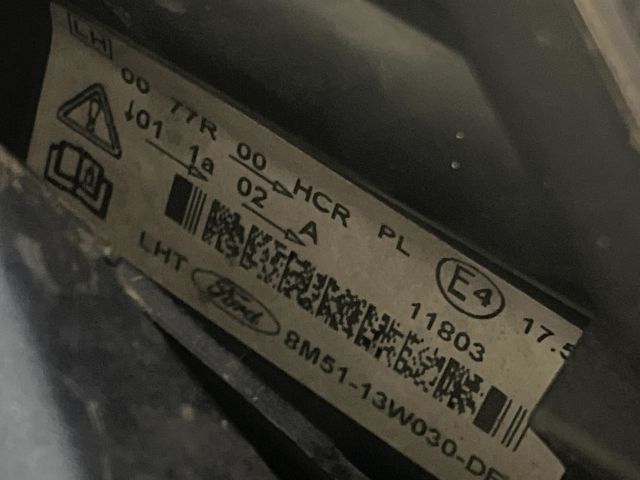 LH
00 77R 00 HCR PL E4 17.5
01 1a 02 A 11803
LHT Ford 8M51-13W030-DE